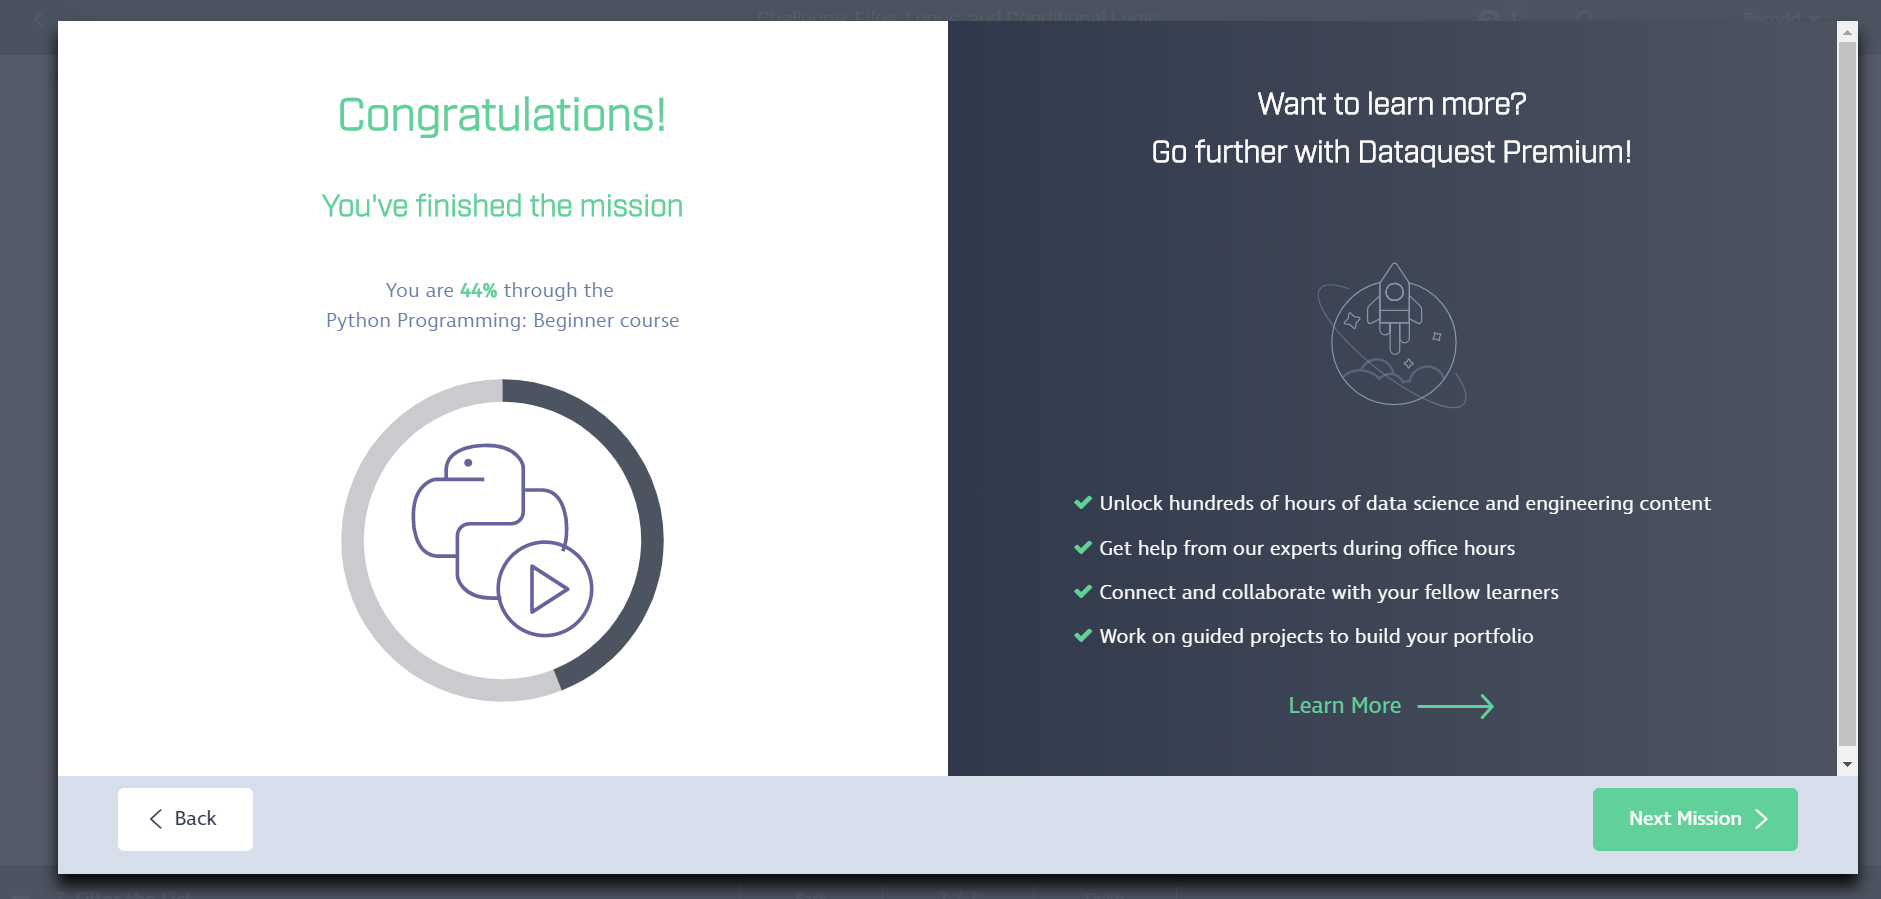 Congratulations!
You've finished the mission
You are 44% through the
Python Programming: Beginner course
Want to learn more?
Go further with Dataquest Premium!
✔ Unlock hundreds of hours of data science and engineering content
✔ Get help from our experts during office hours
✔ Connect and collaborate with your fellow learners
✔ Work on guided projects to build your portfolio
Learn More
Back
Next Mission